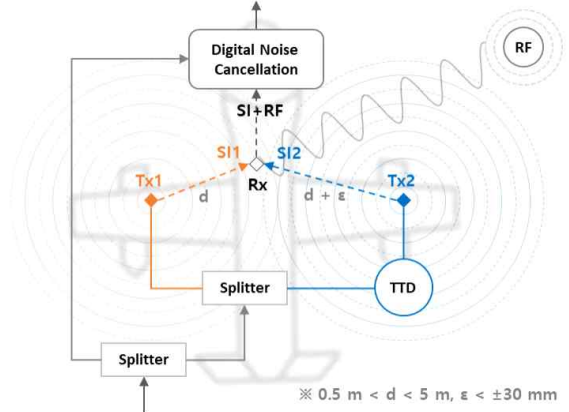 Digital Noise
Cancellation
RF
SI+RF
SI1
SI2
Tx1
Rx
Tx2
d
d + ε
Splitter
TTD
Splitter
※ 0.5 m < d < 5 m, ε < ±30 mm